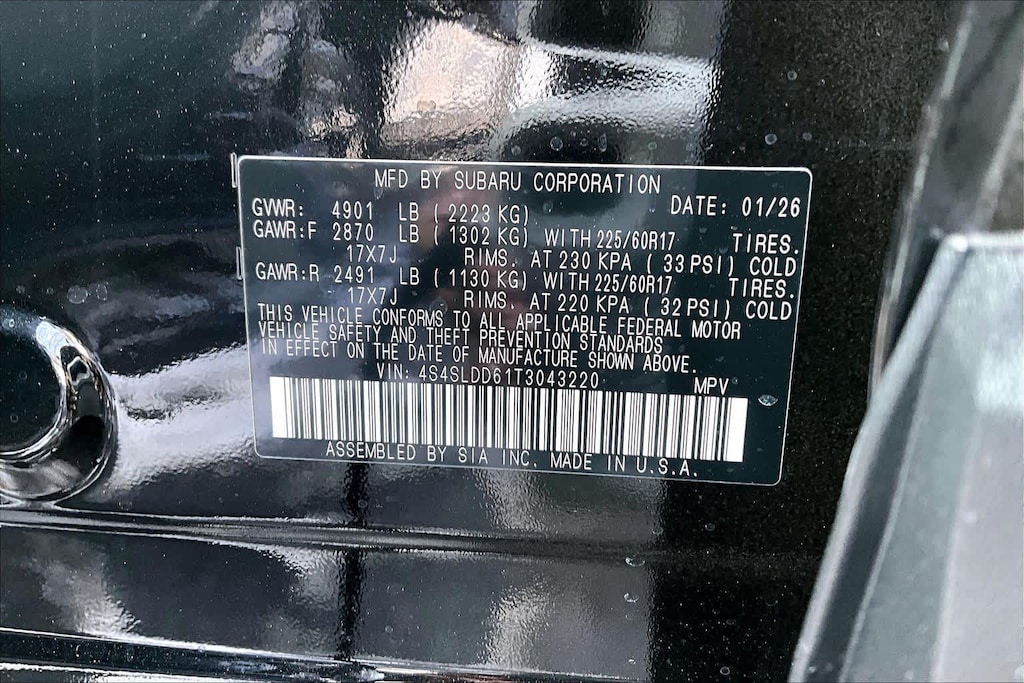 MFD BY SUBARU CORPORATION
GVWR: 4901 LB (2223 KG) DATE: 01/26
GAWR:F 2870 LB (1302 KG) WITH 225/60R17 TIRES.
17X7J RIMS. AT 230 KPA (33 PSI) COLD
GAWR:R 2491 LB (1130 KG) WITH 225/60R17 TIRES.
17X7J RIMS. AT 220 KPA (32 PSI) COLD
THIS VEHICLE CONFORMS TO ALL APPLICABLE FEDERAL MOTOR
VEHICLE SAFETY AND THEFT PREVENTION STANDARDS
IN EFFECT ON THE DATE OF MANUFACTURE SHOWN ABOVE.
VIN: 4S4SLDD61T3043220 MPV
ASSEMBLED BY SIA INC. MADE IN U.S.A.